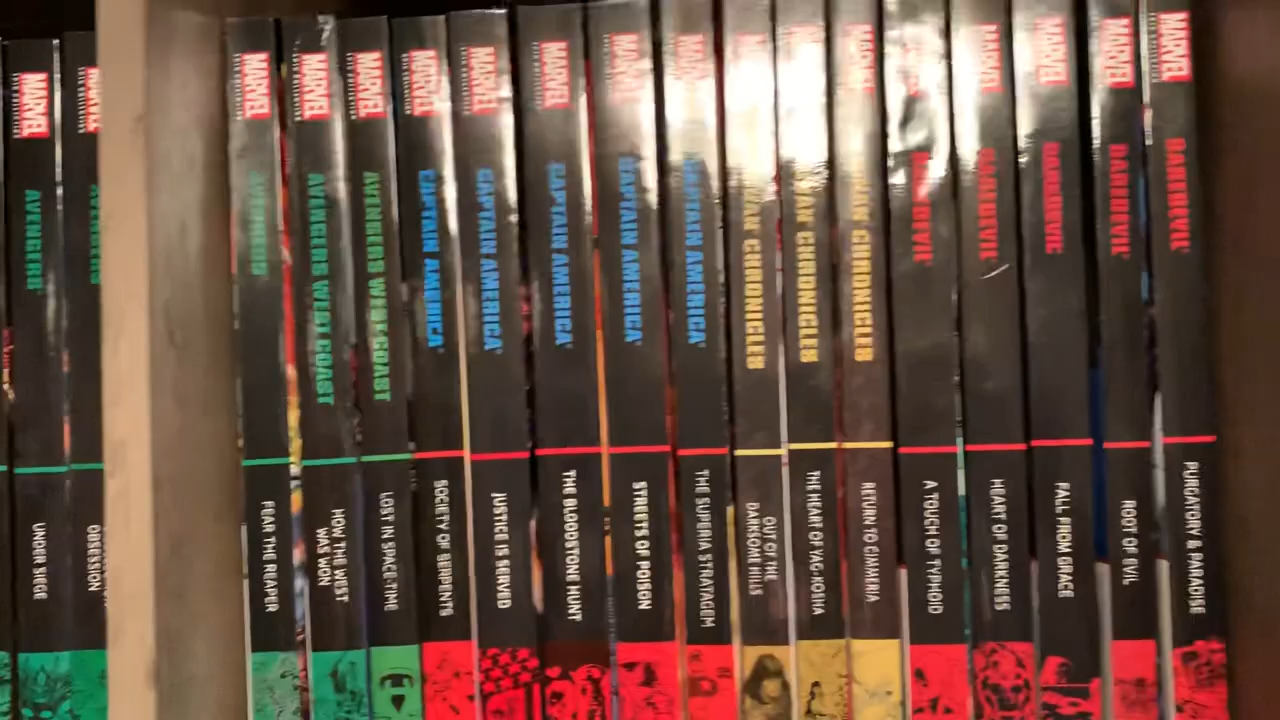 MARVEL
AVENGERS
UNDER SIEGE
MARVEL
AVENGERS
OBSESSION
MARVEL
AVENGERS
FEAR THE REAPER
MARVEL
AVENGERS WEST COAST
HOW THE WEST
WAS WON
MARVEL
AVENGERS WEST COAST
LOST IN SPACE-TIME
MARVEL
CAPTAIN AMERICA
SOCIETY OF SERPENTS
MARVEL
CAPTAIN AMERICA
JUSTICE IS SERVED
MARVEL
CAPTAIN AMERICA
THE BLOODSTONE HUNT
MARVEL
CAPTAIN AMERICA
STREETS OF POISON
MARVEL
CAPTAIN AMERICA
THE SUPERIA STRATAGEM
MARVEL
CHRONICLES
OUT OF THE
DARKSOME HILLS
MARVEL
CHRONICLES
THE HEART OF YAG-KOSHA
MARVEL
CHRONICLES
RETURN TO CIMMERIA
DAREDEVIL
A TOUCH OF TYPHOID
MARVEL
DAREDEVIL
HEART OF DARKNESS
MARVEL
DAREDEVIL
FALL FROM GRACE
MARVEL
DAREDEVIL
ROOT OF EVIL
MARVEL
DAREDEVIL
PURGATORY & PARADISE